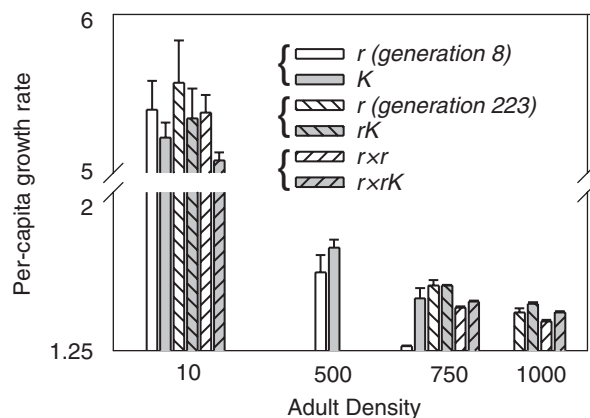 6
5
2
1.25
Per-capita growth rate
r (generation 8)
K
r (generation 223)
rK
r×r
r×rK
10 500 750 1000
Adult Density